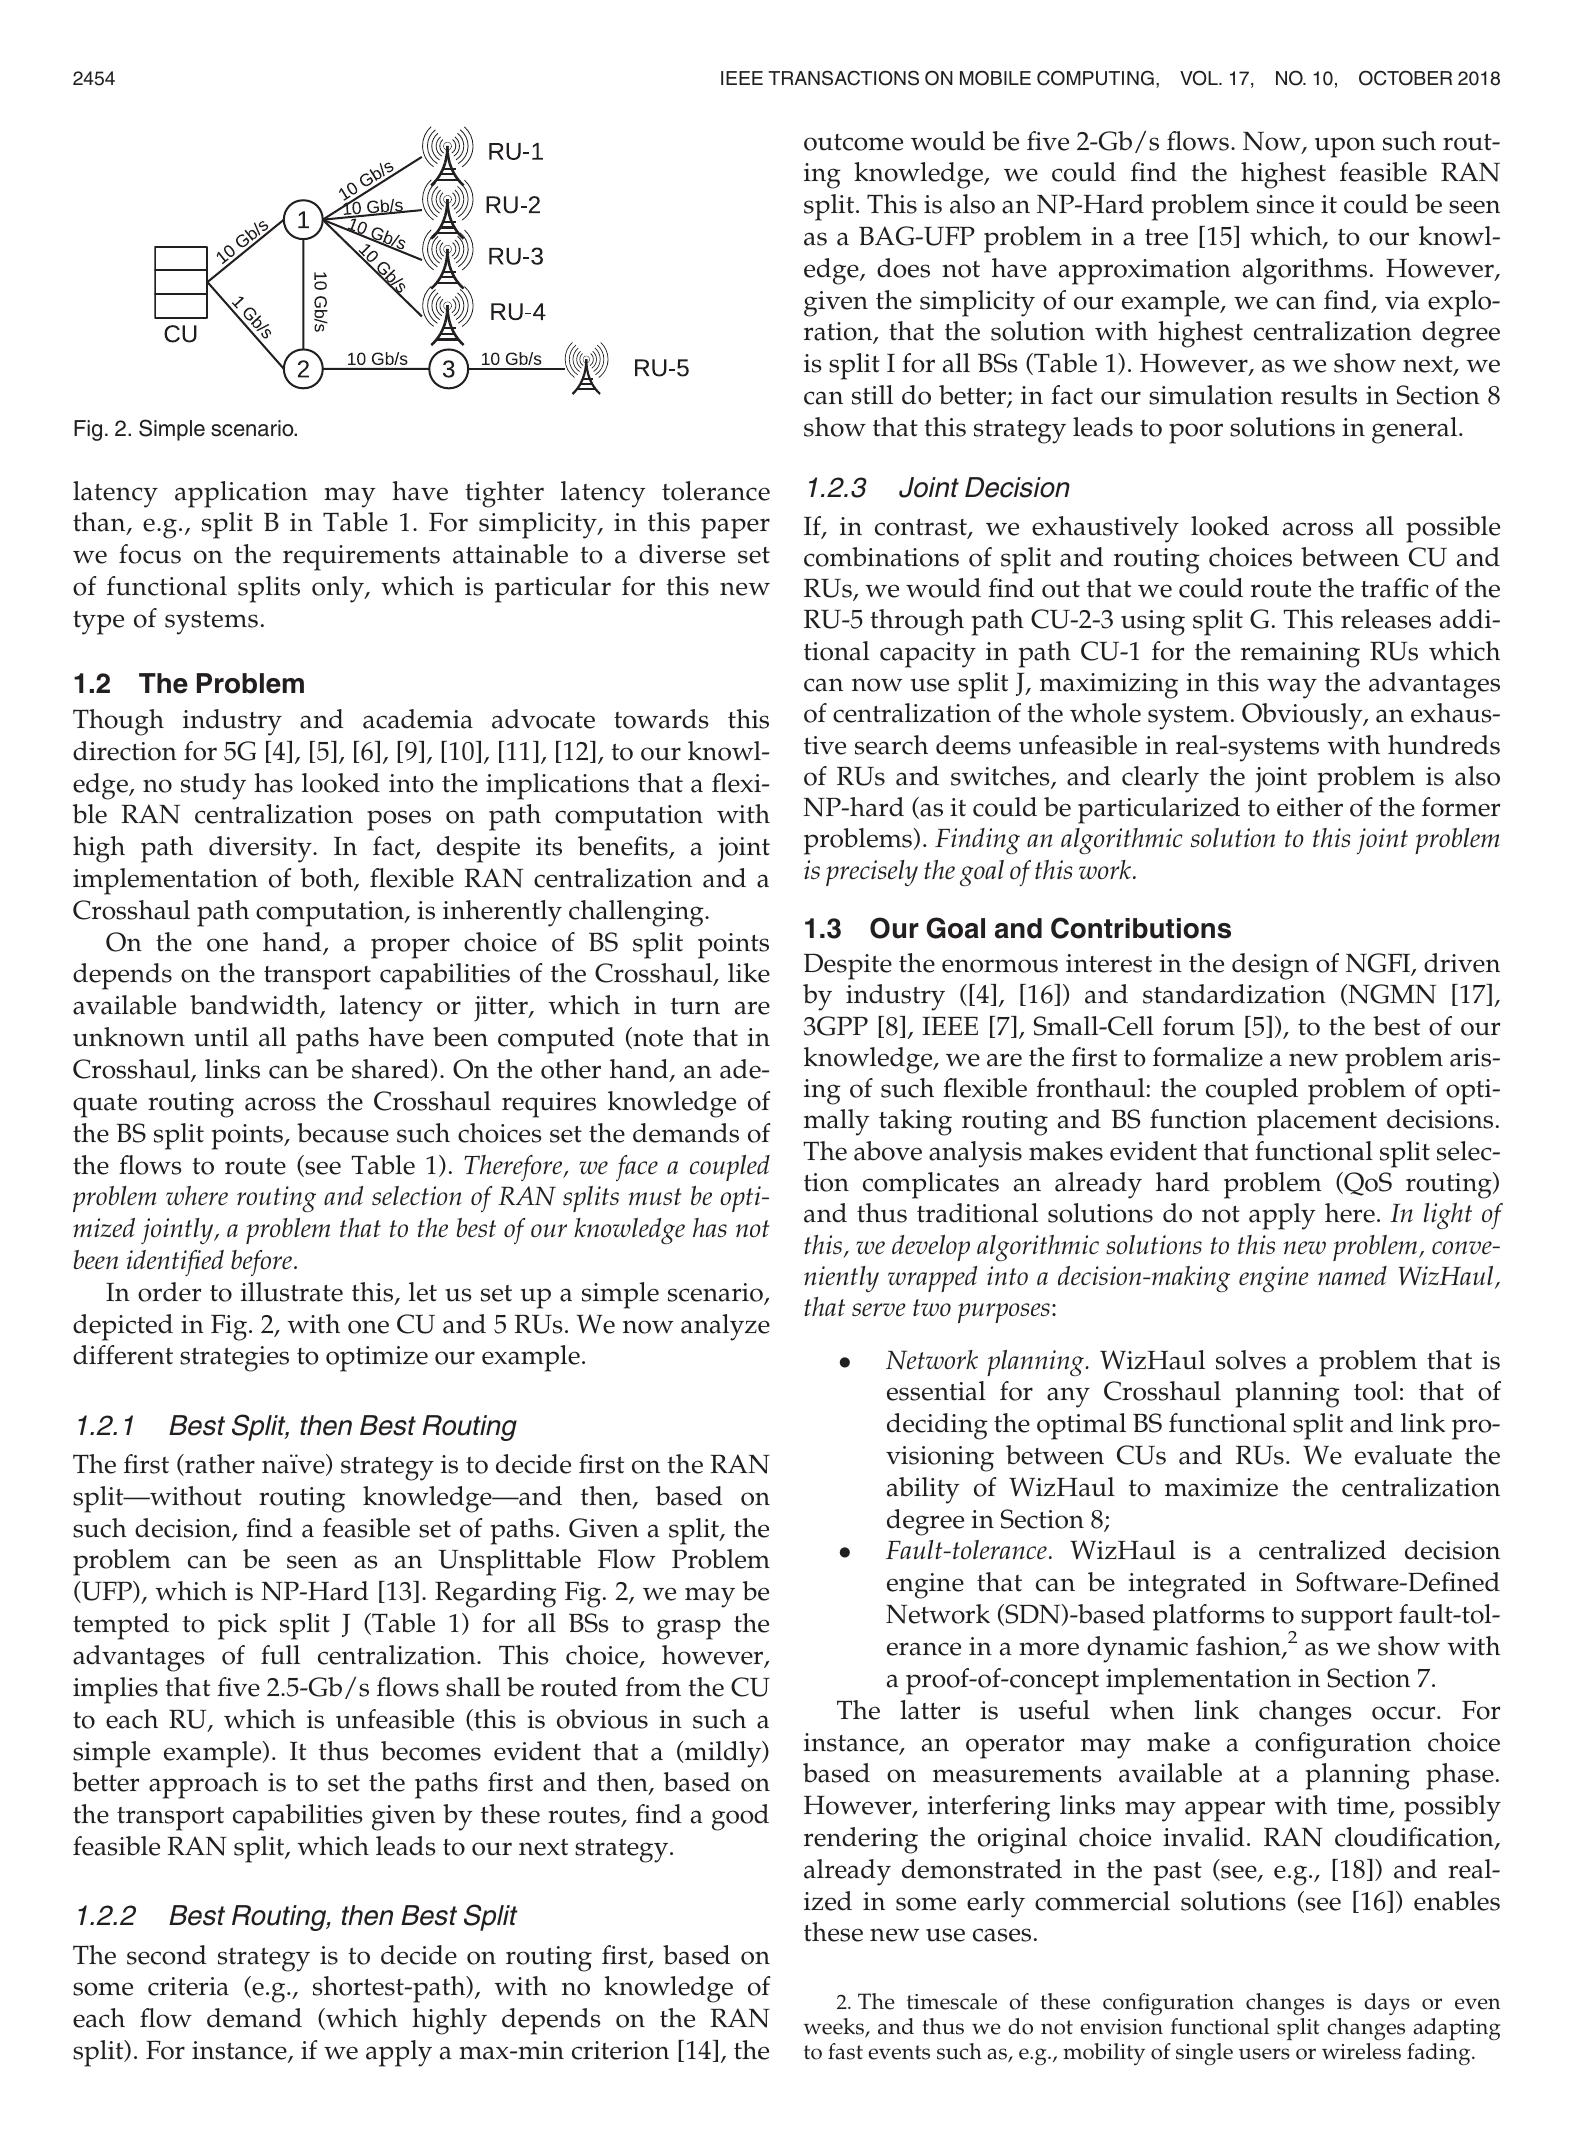 2454
IEEE TRANSACTIONS ON MOBILE COMPUTING, VOL. 17, NO. 10, OCTOBER 2018
RU-1
10 Gb/s
10 Gb/s
RU-2
10 Gb/s
RU-3
10 Gb/s
RU-4
1
10 Gb/s
CU
1 Gb/s
10 Gb/s
2
10 Gb/s
3
10 Gb/s
RU-5
Fig. 2. Simple scenario.
latency application may have tighter latency tolerance
than, e.g., split B in Table 1. For simplicity, in this paper
we focus on the requirements attainable to a diverse set
of functional splits only, which is particular for this new
type of systems.
1.2 The Problem
Though industry and academia advocate towards this
direction for 5G [4], [5], [6], [9], [10], [11], [12], to our knowl-
edge, no study has looked into the implications that a flexi-
ble RAN centralization poses on path computation with
high path diversity. In fact, despite its benefits, a joint
implementation of both, flexible RAN centralization and a
Crosshaul path computation, is inherently challenging.
On the one hand, a proper choice of BS split points
depends on the transport capabilities of the Crosshaul, like
available bandwidth, latency or jitter, which in turn are
unknown until all paths have been computed (note that in
Crosshaul, links can be shared). On the other hand, an ade-
quate routing across the Crosshaul requires knowledge of
the BS split points, because such choices set the demands of
the flows to route (see Table 1). Therefore, we face a coupled
problem where routing and selection of RAN splits must be opti-
mized jointly, a problem that to the best of our knowledge has not
been identified before.
In order to illustrate this, let us set up a simple scenario,
depicted in Fig. 2, with one CU and 5 RUs. We now analyze
different strategies to optimize our example.
1.2.1 Best Split, then Best Routing
The first (rather naïve) strategy is to decide first on the RAN
split—without routing knowledge—and then, based on
such decision, find a feasible set of paths. Given a split, the
problem can be seen as an Unsplittable Flow Problem
(UFP), which is NP-Hard [13]. Regarding Fig. 2, we may be
tempted to pick split J (Table 1) for all BSs to grasp the
advantages of full centralization. This choice, however,
implies that five 2.5-Gb/s flows shall be routed from the CU
to each RU, which is unfeasible (this is obvious in such a
simple example). It thus becomes evident that a (mildly)
better approach is to set the paths first and then, based on
the transport capabilities given by these routes, find a good
feasible RAN split, which leads to our next strategy.
1.2.2 Best Routing, then Best Split
The second strategy is to decide on routing first, based on
some criteria (e.g., shortest-path), with no knowledge of
each flow demand (which highly depends on the RAN
split). For instance, if we apply a max-min criterion [14], the
outcome would be five 2-Gb/s flows. Now, upon such rout-
ing knowledge, we could find the highest feasible RAN
split. This is also an NP-Hard problem since it could be seen
as a BAG-UFP problem in a tree [15] which, to our knowl-
edge, does not have approximation algorithms. However,
given the simplicity of our example, we can find, via explo-
ration, that the solution with highest centralization degree
is split I for all BSs (Table 1). However, as we show next, we
can still do better; in fact our simulation results in Section 8
show that this strategy leads to poor solutions in general.
1.2.3 Joint Decision
If, in contrast, we exhaustively looked across all possible
combinations of split and routing choices between CU and
RUs, we would find out that we could route the traffic of the
RU-5 through path CU-2-3 using split G. This releases addi-
tional capacity in path CU-1 for the remaining RUs which
can now use split J, maximizing in this way the advantages
of centralization of the whole system. Obviously, an exhaus-
tive search deems unfeasible in real-systems with hundreds
of RUs and switches, and clearly the joint problem is also
NP-hard (as it could be particularized to either of the former
problems). Finding an algorithmic solution to this joint problem
is precisely the goal of this work.
1.3 Our Goal and Contributions
Despite the enormous interest in the design of NGFI, driven
by industry ([4], [16]) and standardization (NGMN [17],
3GPP [8], IEEE [7], Small-Cell forum [5]), to the best of our
knowledge, we are the first to formalize a new problem aris-
ing of such flexible fronthaul: the coupled problem of opti-
mally taking routing and BS function placement decisions.
The above analysis makes evident that functional split selec-
tion complicates an already hard problem (QoS routing)
and thus traditional solutions do not apply here. In light of
this, we develop algorithmic solutions to this new problem, conve-
niently wrapped into a decision-making engine named WizHaul,
that serve two purposes:
• Network planning. WizHaul solves a problem that is
essential for any Crosshaul planning tool: that of
deciding the optimal BS functional split and link pro-
visioning between CUs and RUs. We evaluate the
ability of WizHaul to maximize the centralization
degree in Section 8;
• Fault-tolerance. WizHaul is a centralized decision
engine that can be integrated in Software-Defined
Network (SDN)-based platforms to support fault-tol-
erance in a more dynamic fashion,2 as we show with
a proof-of-concept implementation in Section 7.
The latter is useful when link changes occur. For
instance, an operator may make a configuration choice
based on measurements available at a planning phase.
However, interfering links may appear with time, possibly
rendering the original choice invalid. RAN cloudification,
already demonstrated in the past (see, e.g., [18]) and real-
ized in some early commercial solutions (see [16]) enables
these new use cases.
2. The timescale of these configuration changes is days or even
weeks, and thus we do not envision functional split changes adapting
to fast events such as, e.g., mobility of single users or wireless fading.